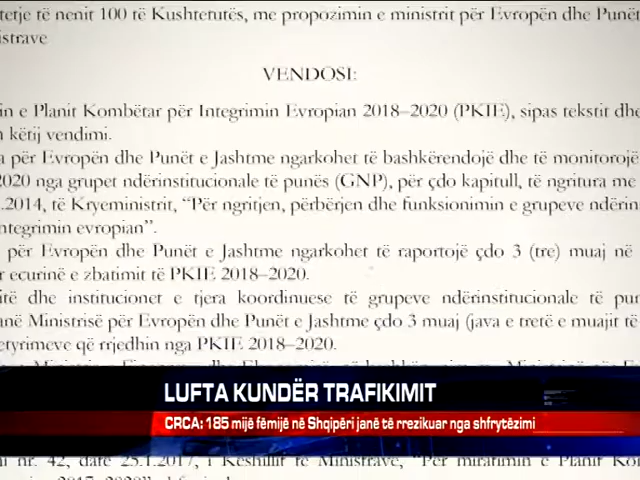 tetje të nenit 100 të Kushtetutës, me propozimin e ministrit për Evropën dhe Punët
istrave
VENDOSI:
in e Planit Kombëtar për Integrimin Evropian 2018–2020 (PKIE), sipas tekstit dhe
n këtij vendimi.
a për Evropën dhe Punët e Jashtme ngarkohet të bashkërendojë dhe të monitorojë
2020 nga grupet ndërinstitucionale të punës (GNP), për çdo kapitull, të ngritura me
.2014, të Kryeministrit, “Për ngritjen, përbërjen dhe funksionimin e grupeve ndërin
ntegrimin evropian”.
për Evropën dhe Punët e Jashtme ngarkohet të raportojë çdo 3 (tre) muaj në
r ecurinë e zbatimit të PKIE 2018–2020.
itë dhe institucionet e tjera koordinuese të grupeve ndërinstitucionale të pu
anë Ministrisë për Evropën dhe Punët e Jashtme çdo 3 muaj (java e tretë e muajit të
etyrimeve që rrjedhin nga PKIE 2018–2020.
LUFTA KUNDËR TRAFIKIMIT
CRCA: 185 mijë fëmijë në Shqipëri janë të rrezikuar nga shfrytëzimi
nr. 42, datë 25.1.2017, i Këshillit të Ministrave, “Për miratimin e Planit Ko